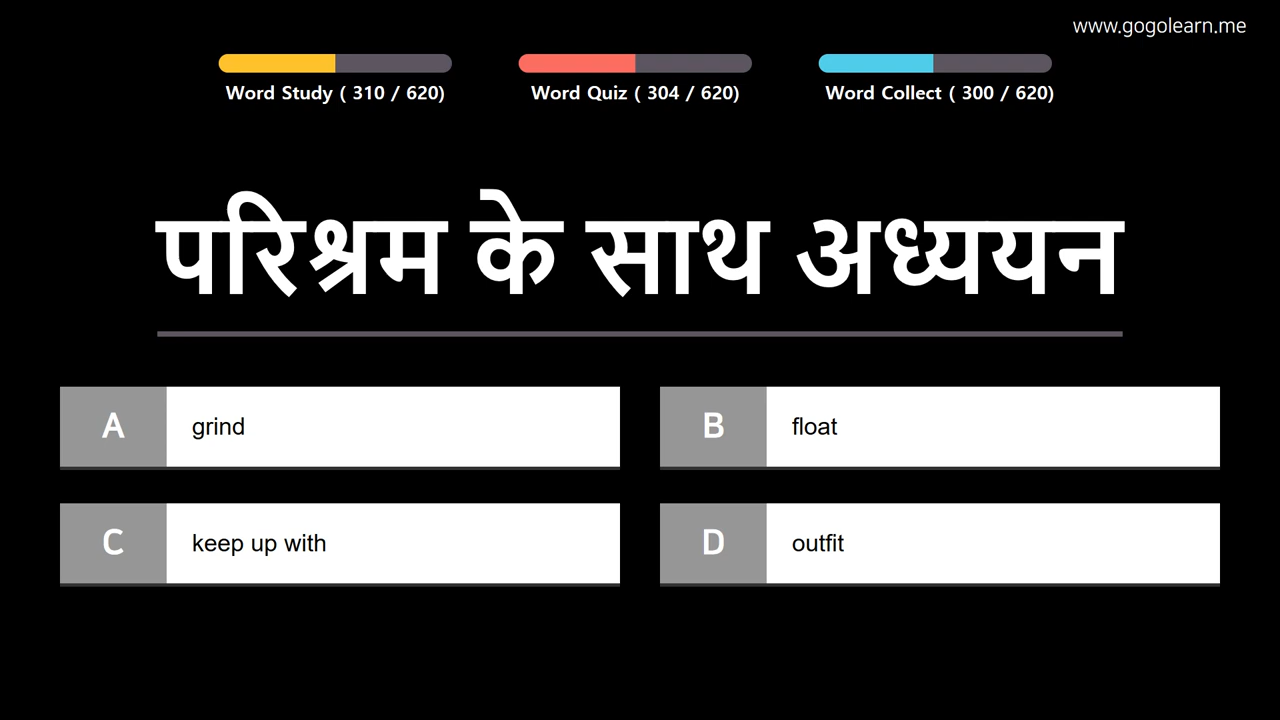 www.gogolearn.me
Word Study ( 310 / 620)
Word Quiz ( 304 / 620)
Word Collect ( 300 / 620)
परिश्रम के साथ अध्ययन
A grind
B float
C keep up with
D outfit